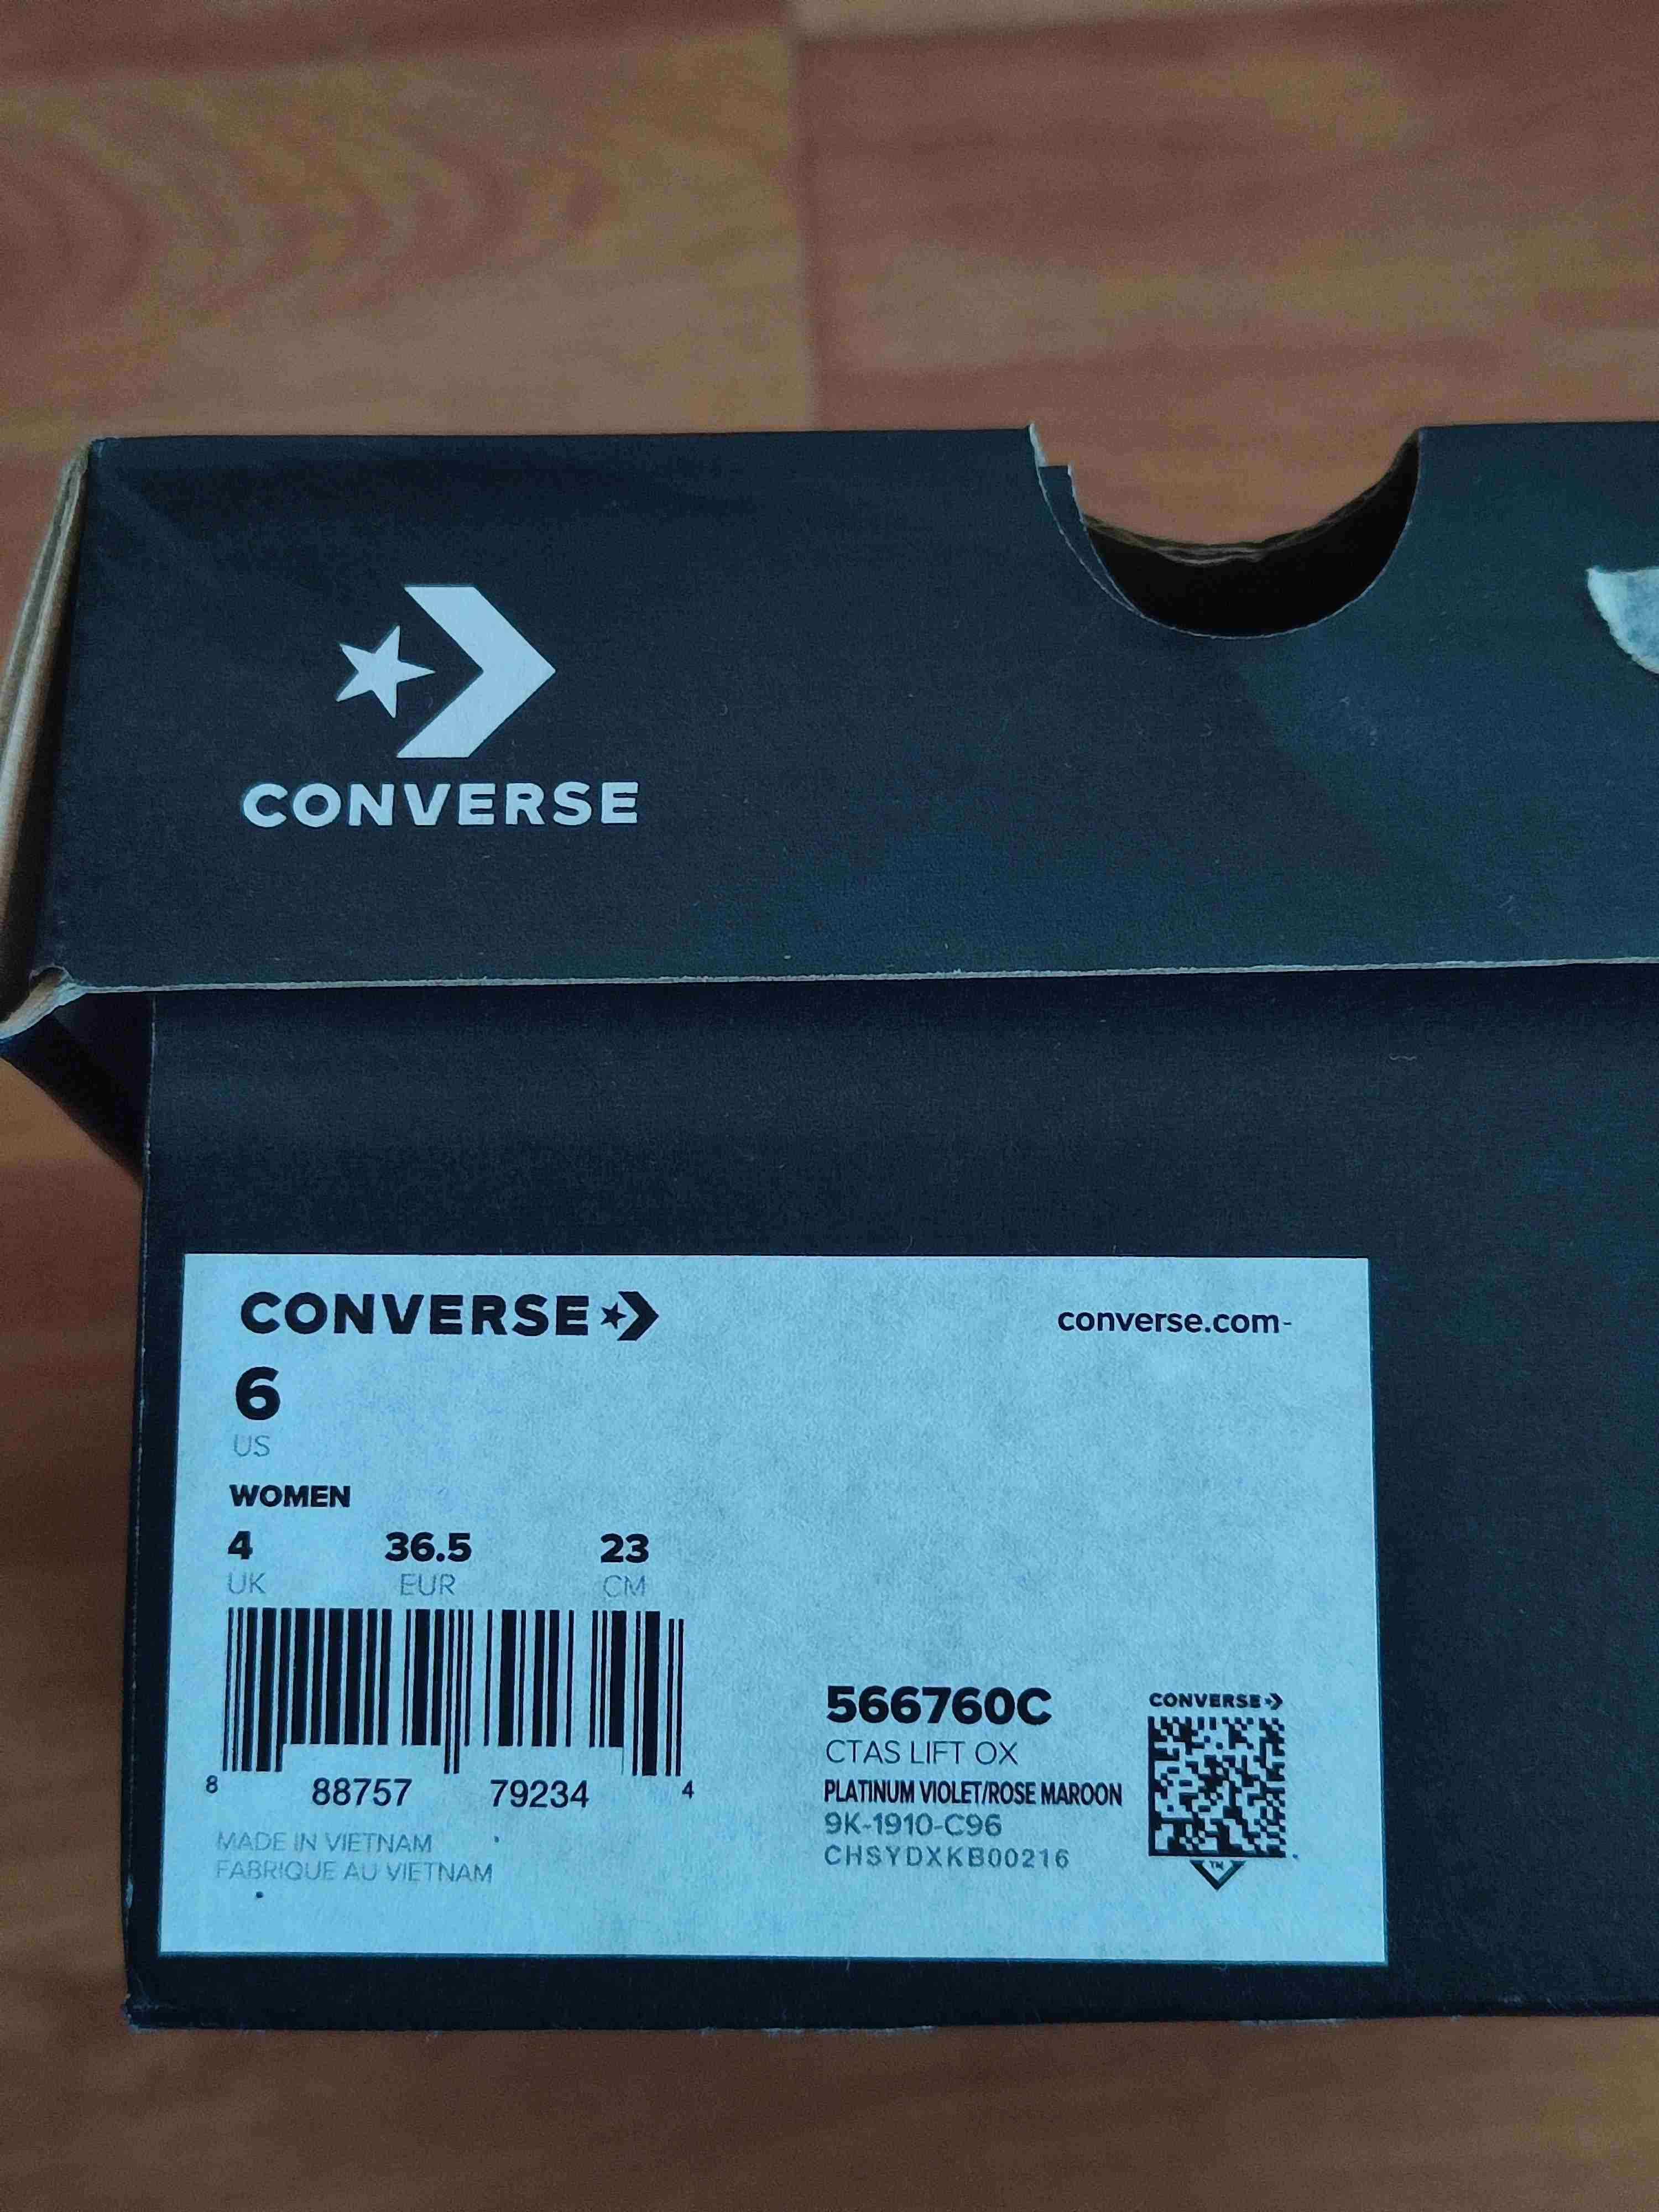 CONVERSE
CONVERSE
converse.com-
6
US
WOMEN
4 36.5 23
UK EUR CM
8 88757 79234 4
MADE IN VIETNAM
FABRIQUE AU VIETNAM
566760C
CTAS LIFT OX
PLATINUM VIOLET/ROSE MAROON
9K-1910-C96
CHSYDXKB00216
CONVERSE
TM